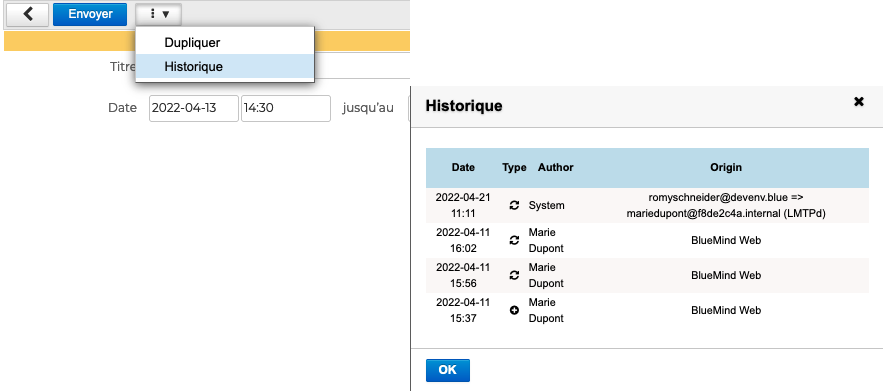 Envoyer
Dupliquer
Titre
Historique
Date 2022-04-13 14:30 jusqu'au
Historique
Date Type Author Origin
2022-04-21 11:11 System romyschneider@devenv.blue => mariedupont@f8de2c4a.internal (LMTPd)
2022-04-11 16:02 Marie Dupont BlueMind Web
2022-04-11 15:56 Marie Dupont BlueMind Web
2022-04-11 15:37 Marie Dupont BlueMind Web
OK